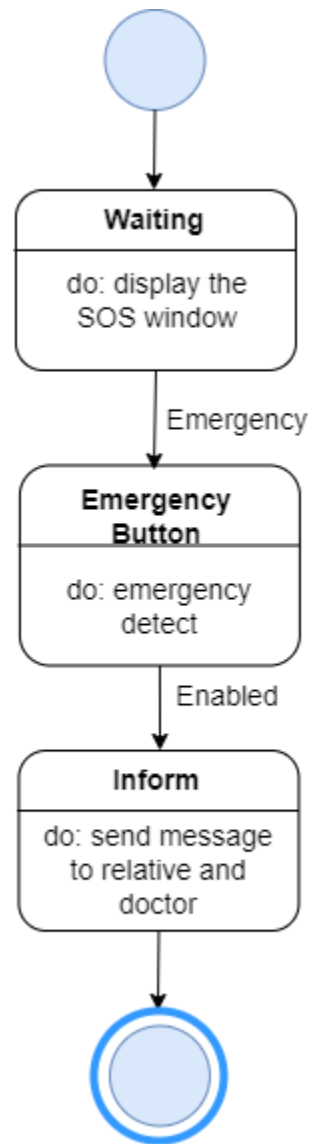 Waiting
do: display the
SOS window
Emergency
Emergency
Button
do: emergency
detect
Enabled
Inform
do: send message
to relative and
doctor